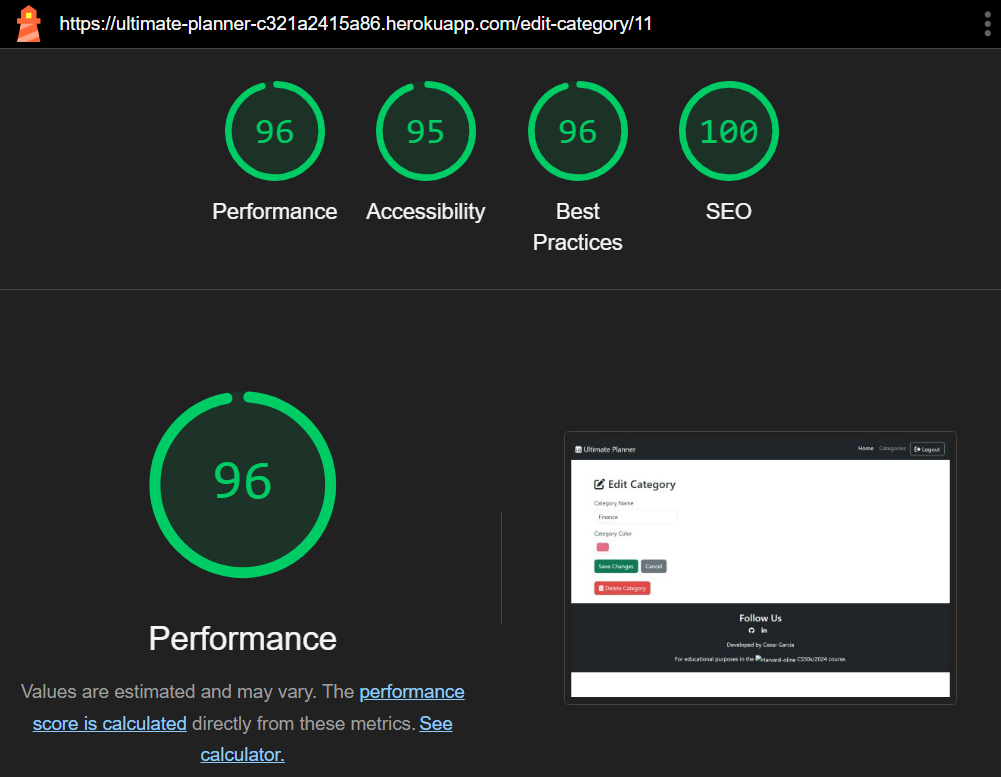 https://ultimate-planner-c321a2415a86.herokuapp.com/edit-category/11
96
95
96
100
Performance
Accessibility
Best
Practices
SEO
96
Performance
Values are estimated and may vary. The performance
score is calculated directly from these metrics. See
calculator.
Ultimate Planner
Home Categories Logout
Edit Category
Category Name
Finance
Category Color
Save Changes Cancel
Delete Category
Follow Us
Developed by Cesar Garcia
For educational purposes in the Harvard-oline CS50x/2024 course.